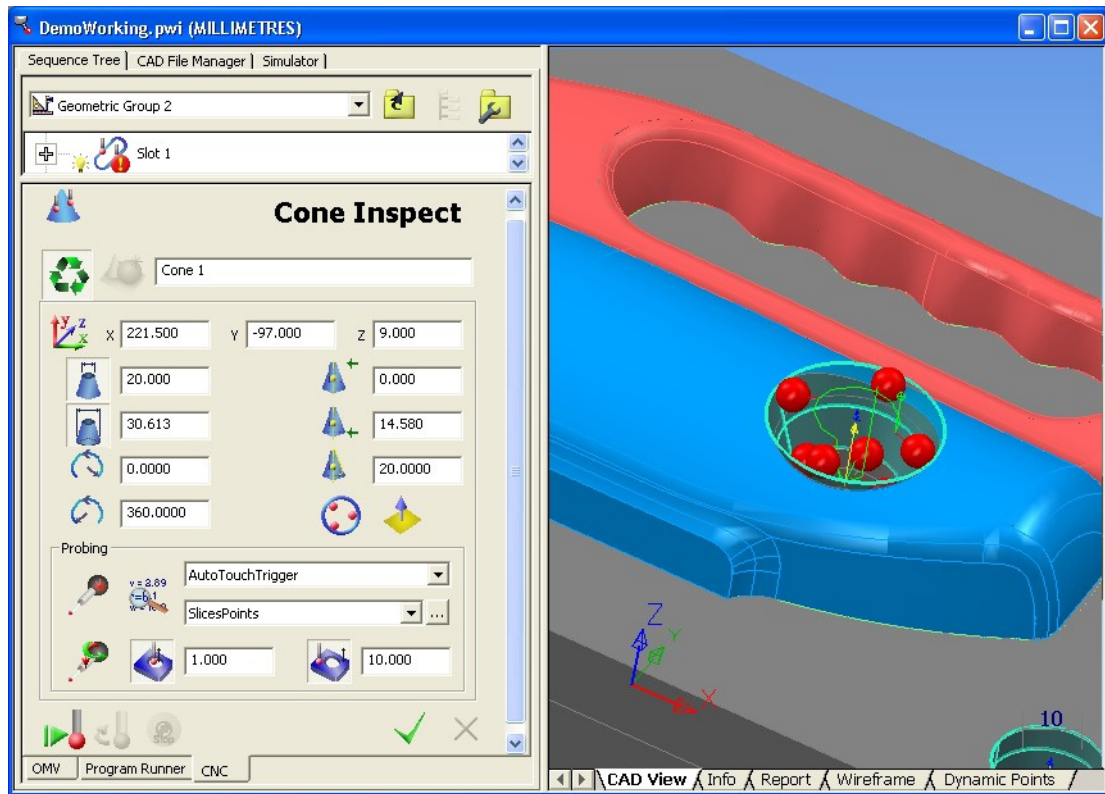 DemoWorking.pwi (MILLIMETRES)
Sequence Tree CAD File Manager Simulator
Geometric Group 2
Slot 1
Cone Inspect
Cone 1
X 221.500 Y -97.000 Z 9.000
20.000 0.000
30.613 14.580
0.0000 20.0000
360.0000
Probing
AutoTouchTrigger
SlicesPoints ...
1.000 10.000
Stop
OMV Program Runner CNC
Z
Y
X
10
CAD View Info Report Wireframe Dynamic Points